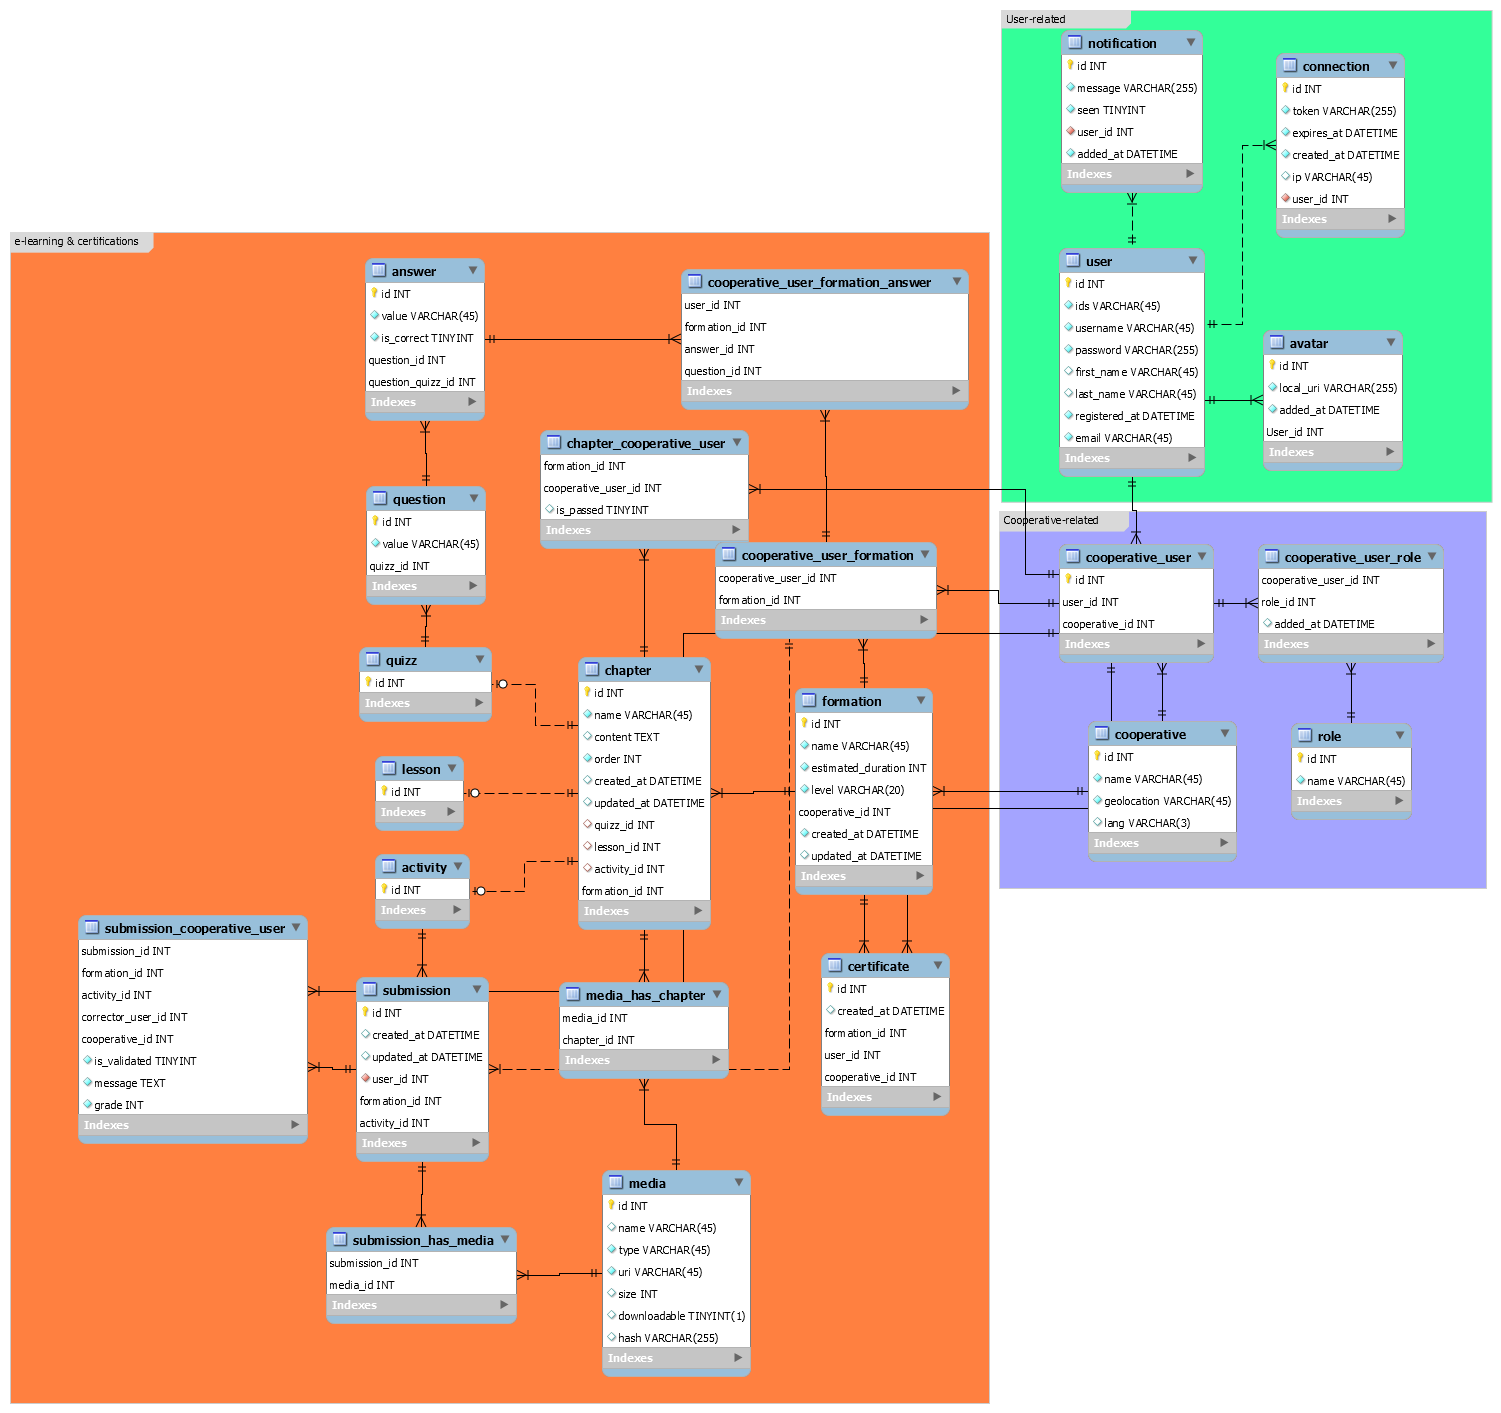 User-related
notification
id INT
message VARCHAR(255)
seen TINYINT
user_id INT
added_at DATETIME
Indexes
connection
id INT
token VARCHAR(255)
expires_at DATETIME
created_at DATETIME
ip VARCHAR(45)
user_id INT
Indexes
user
id INT
ids VARCHAR(45)
username VARCHAR(45)
password VARCHAR(255)
first_name VARCHAR(45)
last_name VARCHAR(45)
registered_at DATETIME
email VARCHAR(45)
Indexes
avatar
id INT
local_uri VARCHAR(255)
added_at DATETIME
User_id INT
Indexes
e-learning & certifications
answer
id INT
value VARCHAR(45)
is_correct TINYINT
question_id INT
question_quizz_id INT
Indexes
cooperative_user_formation_answer
user_id INT
formation_id INT
answer_id INT
question_id INT
Indexes
chapter_cooperative_user
formation_id INT
cooperative_user_id INT
is_passed TINYINT
Indexes
question
id INT
value VARCHAR(45)
quizz_id INT
Indexes
cooperative_user_formation
cooperative_user_id INT
formation_id INT
Indexes
quizz
id INT
Indexes
chapter
id INT
name VARCHAR(45)
content TEXT
order INT
created_at DATETIME
updated_at DATETIME
quizz_id INT
lesson_id INT
activity_id INT
formation_id INT
Indexes
formation
id INT
name VARCHAR(45)
estimated_duration INT
level VARCHAR(20)
cooperative_id INT
created_at DATETIME
updated_at DATETIME
Indexes
lesson
id INT
Indexes
activity
id INT
Indexes
submission_cooperative_user
submission_id INT
formation_id INT
activity_id INT
corrector_user_id INT
cooperative_id INT
is_validated TINYINT
message TEXT
grade INT
Indexes
submission
id INT
created_at DATETIME
updated_at DATETIME
user_id INT
formation_id INT
activity_id INT
Indexes
media_has_chapter
media_id INT
chapter_id INT
Indexes
certificate
id INT
created_at DATETIME
formation_id INT
user_id INT
cooperative_id INT
Indexes
media
id INT
name VARCHAR(45)
type VARCHAR(45)
uri VARCHAR(45)
size INT
downloadable TINYINT(1)
hash VARCHAR(255)
Indexes
submission_has_media
submission_id INT
media_id INT
Indexes
Cooperative-related
cooperative_user
id INT
user_id INT
cooperative_id INT
Indexes
cooperative_user_role
cooperative_user_id INT
role_id INT
added_at DATETIME
Indexes
cooperative
id INT
name VARCHAR(45)
geolocation VARCHAR(45)
lang VARCHAR(3)
Indexes
role
id INT
name VARCHAR(45)
Indexes